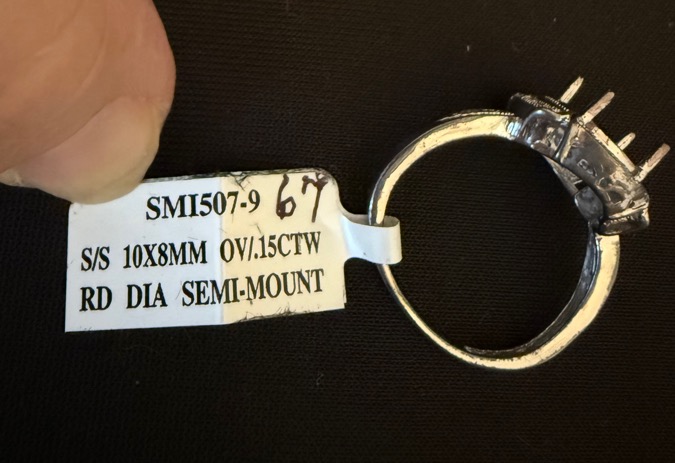 SMI507-9 67
S/S 10X8MM OV/.15CTW
RD DIA SEMI-MOUNT